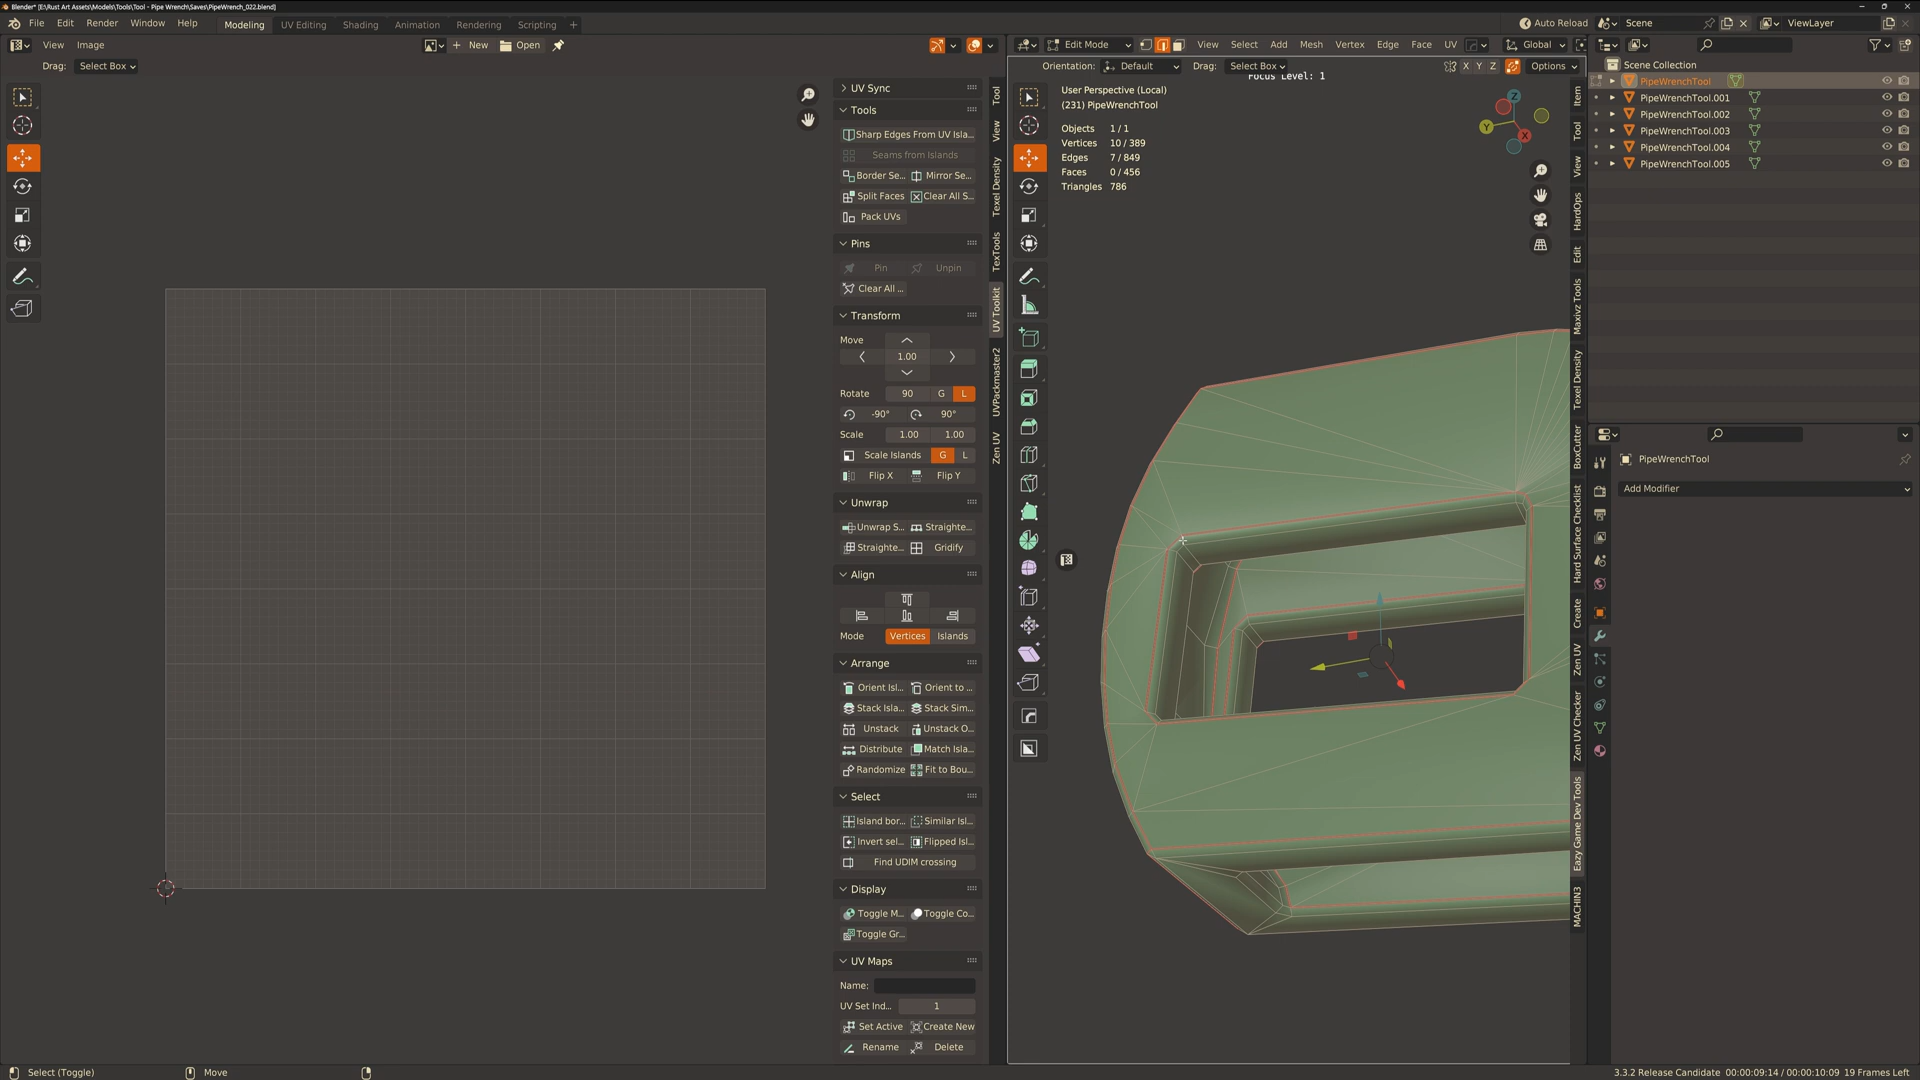 Blender* [E:\Rust Art Assets\Models\Tools\Tool - Pipe Wrench\Saves\PipeWrench_022.blend]
File Edit Render Window Help Modeling UV Editing Shading Animation Rendering Scripting + Auto Reload Scene ViewLayer
View Image + New Open
Drag: Select Box
UV Sync
Tools
Sharp Edges From UV Isla...
Seams from Islands
Border Se... Mirror Se...
Split Faces Clear All S...
Pack UVs
Pins
Pin Unpin
Clear All ...
Transform
Move
1.00
Rotate 90 G L
-90° 90°
Scale 1.00 1.00
Scale Islands G L
Flip X Flip Y
Unwrap
Unwrap S... Straighte...
Straighte... Gridify
Align
Mode Vertices Islands
Arrange
Orient Isl... Orient to ...
Stack Isla... Stack Sim...
Unstack Unstack O...
Distribute Match Isla...
Randomize Fit to Bou...
Select
Island bor... Similar Isl...
Invert sel... Flipped Isl...
Find UDIM crossing
Display
Toggle M... Toggle Co...
Toggle Gr...
UV Maps
Name:
UV Set Ind... 1
Set Active Create New
Rename Delete
Tool
View
Texel Density
TexTools
UV Toolkit
UVPackmaster2
Zen UV
Edit Mode View Select Add Mesh Vertex Edge Face UV Global
Orientation: Default Drag: Select Box X Y Z Options
Focus Level: 1
User Perspective (Local)
(231) PipeWrenchTool
Objects 1 / 1
Vertices 10 / 389
Edges 7 / 849
Faces 0 / 456
Triangles 786
Z
Y
X
Item
Tool
View
HardOps
Edit
Maxivz Tools
Texel Density
BoxCutter
Hard Surface Checklist
Create
Zen UV
Zen UV Checker
Eazy Game Dev Tools
MACHIN3
Scene Collection
PipeWrenchTool
PipeWrenchTool.001
PipeWrenchTool.002
PipeWrenchTool.003
PipeWrenchTool.004
PipeWrenchTool.005
PipeWrenchTool
Add Modifier
Select (Toggle) Move 3.3.2 Release Candidate 00:00:09:14 / 00:00:10:09 19 Frames Left